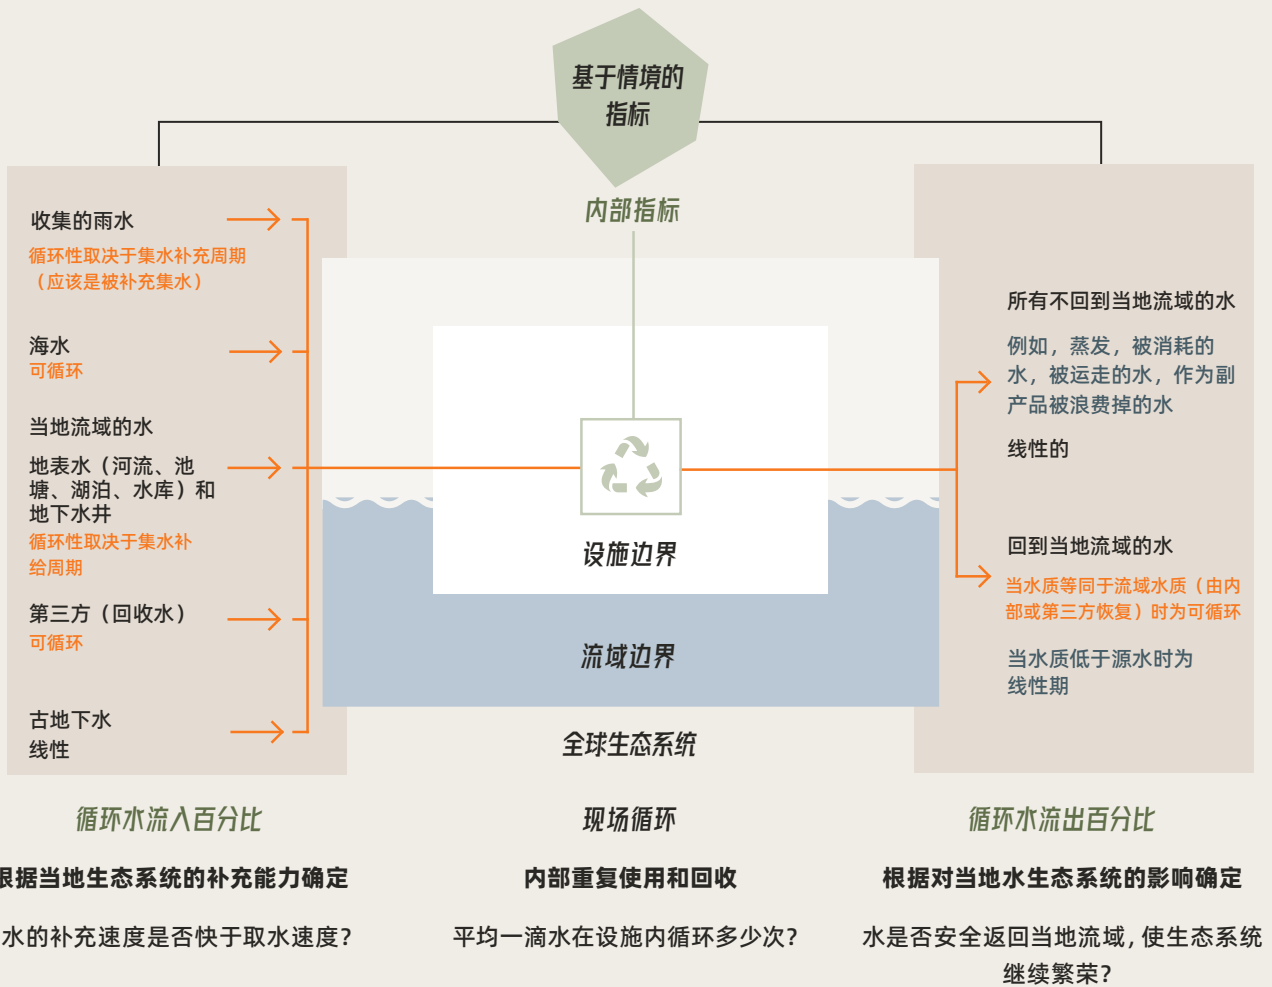 基于情境的
指标
内部指标
收集的雨水
循环性取决于集水补充周期
（应该是被补充集水）
海水
可循环
当地流域的水
地表水（河流、池
塘、湖泊、水库）和
地下水井
循环性取决于集水补
给周期
第三方（回收水）
可循环
古地下水
线性
设施边界
流域边界
全球生态系统
所有不回到当地流域的水
例如，蒸发，被消耗的
水，被运走的水，作为副
产品被浪费掉的水
线性的
回到当地流域的水
当水质等同于流域水质（由内
部或第三方恢复）时为可循环
当水质低于源水时为
线性期
循环水流入百分比
根据当地生态系统的补充能力确定
水的补充速度是否快于取水速度？
现场循环
内部重复使用和回收
平均一滴水在设施内循环多少次？
循环水流出百分比
根据对当地水生态系统的影响确定
水是否安全返回当地流域，使生态系统
继续繁荣？